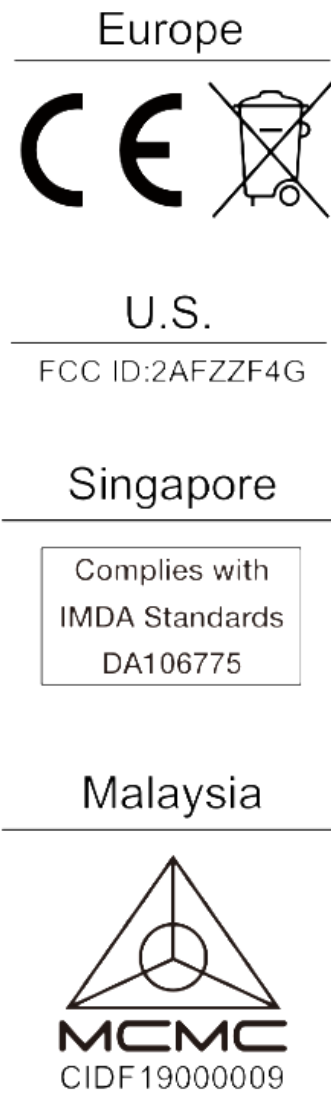 Europe
CE
U.S.
FCC ID:2AFZZF4G
Singapore
Complies with
IMDA Standards
DA106775
Malaysia
MCMC
CIDF19000009